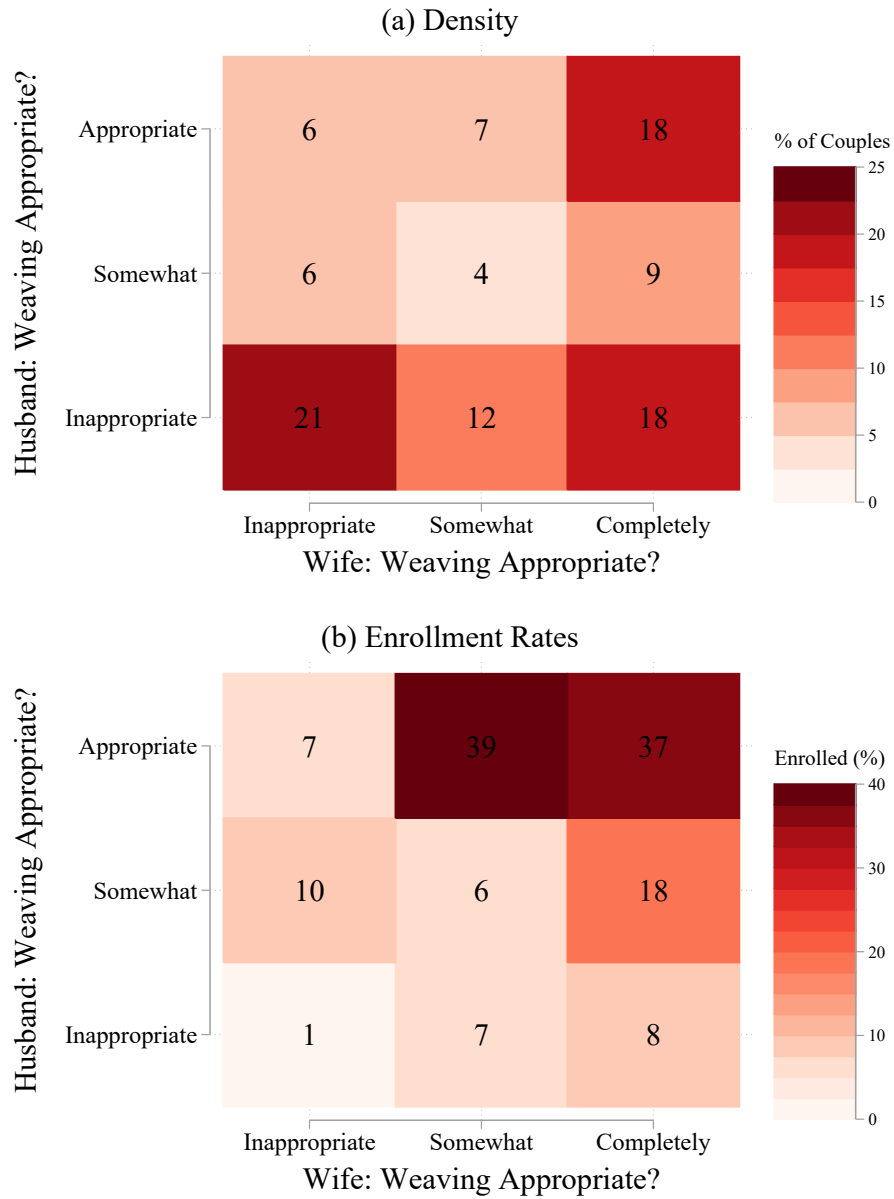 (a) Density
Husband: Weaving Appropriate?
Appropriate
6 7 18
Somewhat
6 4 9
Inappropriate
21 12 18
Inappropriate Somewhat Completely
Wife: Weaving Appropriate?
% of Couples
25
20
15
10
5
0
(b) Enrollment Rates
Husband: Weaving Appropriate?
Appropriate
7 39 37
Somewhat
10 6 18
Inappropriate
1 7 8
Inappropriate Somewhat Completely
Wife: Weaving Appropriate?
Enrolled (%)
40
30
20
10
0